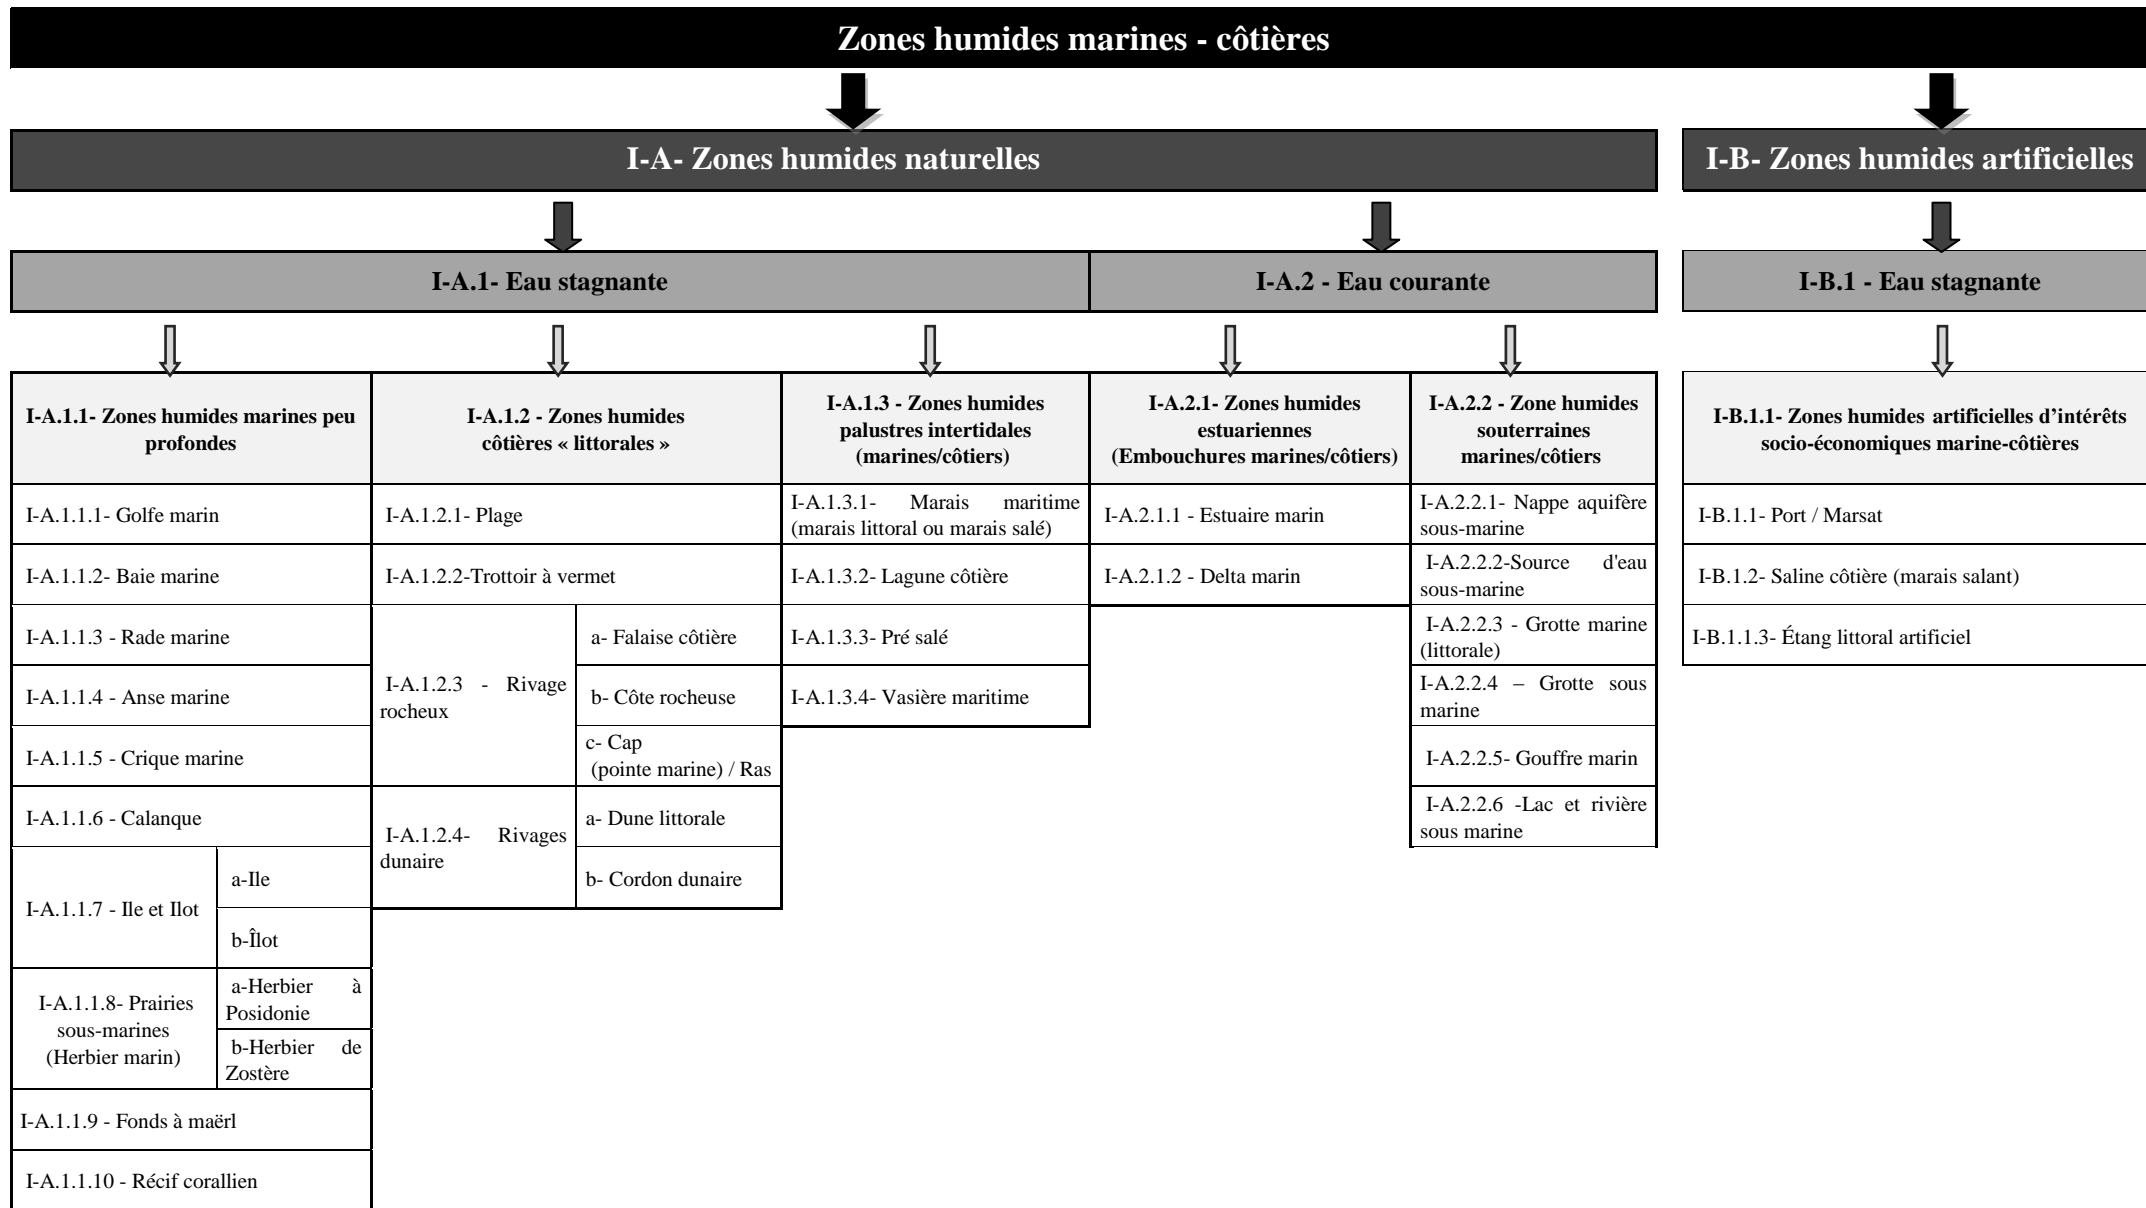 Zones humides marines - côtières
I-A- Zones humides naturelles
I-B- Zones humides artificielles
I-A.1- Eau stagnante
I-A.2 - Eau courante
I-B.1 - Eau stagnante
I-A.1.1- Zones humides marines peu
profondes
I-A.1.1.1- Golfe marin
I-A.1.1.2- Baie marine
I-A.1.1.3 - Rade marine
I-A.1.1.4 - Anse marine
I-A.1.1.5 - Crique marine
I-A.1.1.6 - Calanque
I-A.1.1.7 - Ile et Ilot
a-Ile
b-Îlot
I-A.1.1.8- Prairies
sous-marines
(Herbier marin)
a-Herbier à
Posidonie
b-Herbier de
Zostère
I-A.1.1.9 - Fonds à maërl
I-A.1.1.10 - Récif corallien
I-A.1.2 - Zones humides
côtières « littorales »
I-A.1.2.1- Plage
I-A.1.2.2-Trottoir à vermet
I-A.1.2.3 - Rivage
rocheux
a- Falaise côtière
b- Côte rocheuse
c- Cap
(pointe marine) / Ras
I-A.1.2.4- Rivages
dunaire
a- Dune littorale
b- Cordon dunaire
I-A.1.3 - Zones humides
palustres intertidales
(marines/côtiers)
I-A.1.3.1- Marais maritime
(marais littoral ou marais salé)
I-A.1.3.2- Lagune côtière
I-A.1.3.3- Pré salé
I-A.1.3.4- Vasière maritime
I-A.2.1- Zones humides
estuariennes
(Embouchures marines/côtiers)
I-A.2.1.1 - Estuaire marin
I-A.2.1.2 - Delta marin
I-A.2.2 - Zone humides
souterraines
marines/côtiers
I-A.2.2.1- Nappe aquifère
sous-marine
I-A.2.2.2-Source d'eau
sous-marine
I-A.2.2.3 - Grotte marine
(littorale)
I-A.2.2.4 – Grotte sous
marine
I-A.2.2.5- Gouffre marin
I-A.2.2.6 -Lac et rivière
sous marine
I-B.1.1- Zones humides artificielles d’intérêts
socio-économiques marine-côtières
I-B.1.1- Port / Marsat
I-B.1.2- Saline côtière (marais salant)
I-B.1.1.3- Étang littoral artificiel